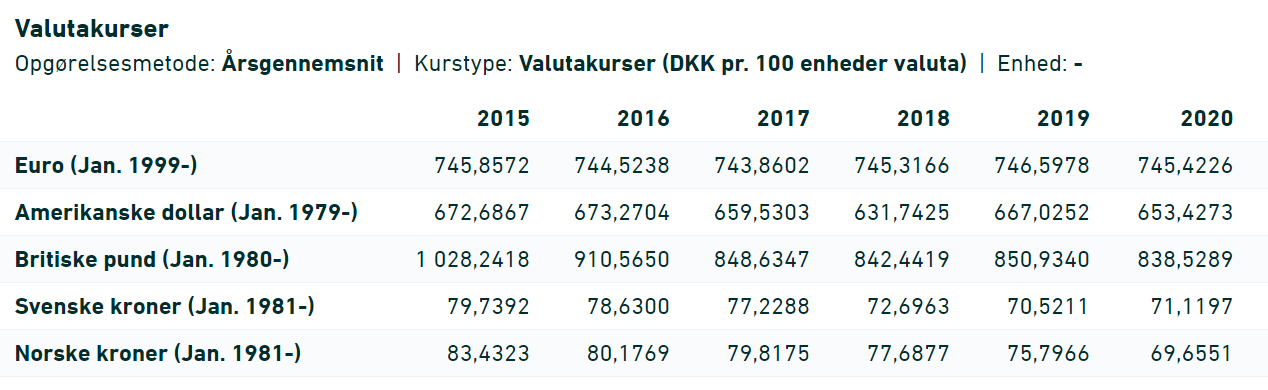 Valutakurser
Opgørelsesmetode: Årsgennemsnit | Kurstype: Valutakurser (DKK pr. 100 enheder valuta) | Enhed: -
2015 2016 2017 2018 2019 2020
Euro (Jan. 1999-) 745,8572 744,5238 743,8602 745,3166 746,5978 745,4226
Amerikanske dollar (Jan. 1979-) 672,6867 673,2704 659,5303 631,7425 667,0252 653,4273
Britiske pund (Jan. 1980-) 1 028,2418 910,5650 848,6347 842,4419 850,9340 838,5289
Svenske kroner (Jan. 1981-) 79,7392 78,6300 77,2288 72,6963 70,5211 71,1197
Norske kroner (Jan. 1981-) 83,4323 80,1769 79,8175 77,6877 75,7966 69,6551